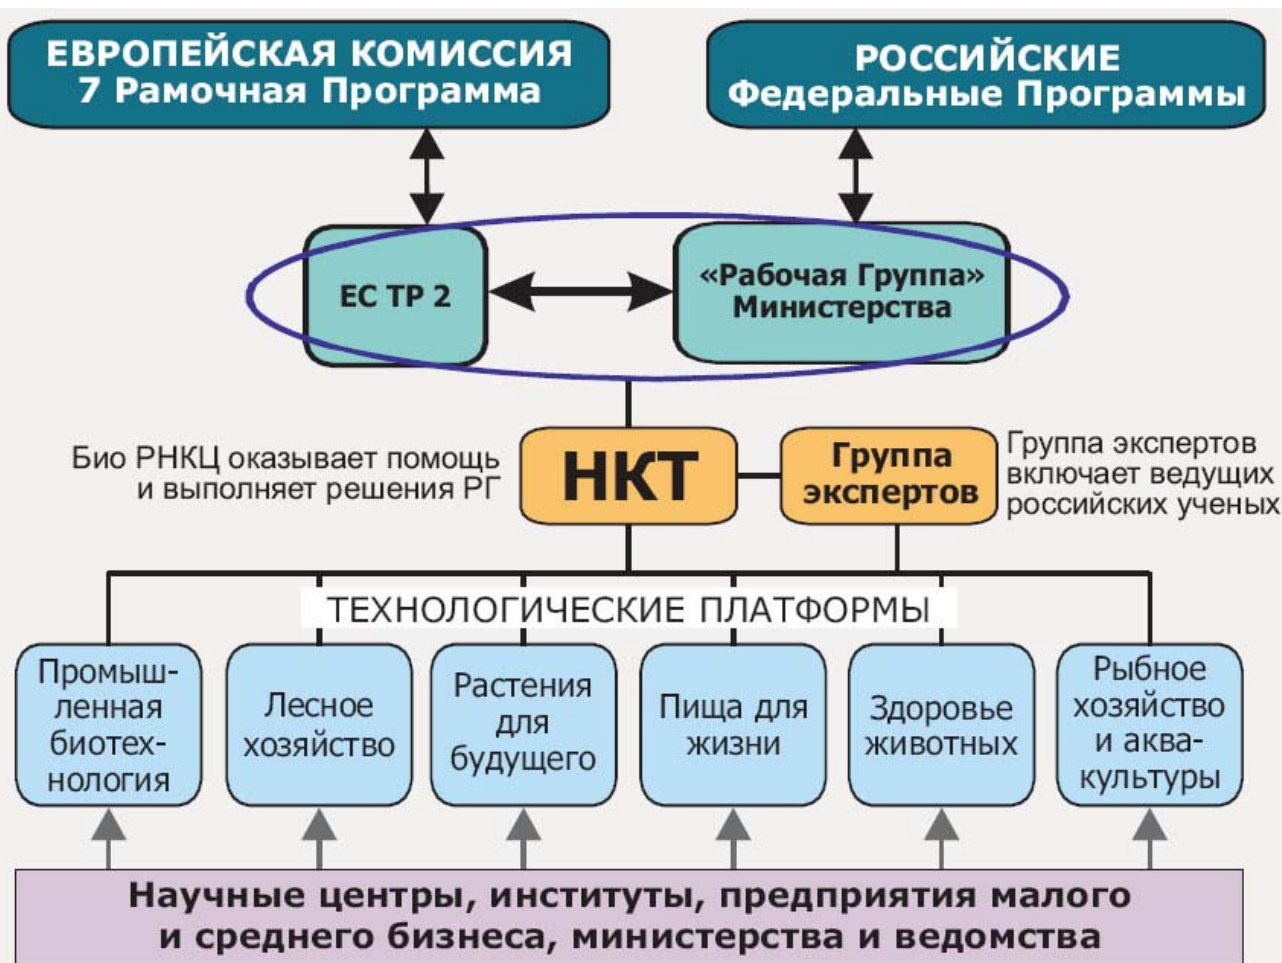 ЕВРОПЕЙСКАЯ КОМИССИЯ
7 Рамочная Программа
РОССИЙСКИЕ
Федеральные Программы
ЕС ТР 2
«Рабочая Группа»
Министерства
Био РНКЦ оказывает помощь
и выполняет решения РГ
НКТ
Группа
экспертов
Группа экспертов
включает ведущих
российских ученых
ТЕХНОЛОГИЧЕСКИЕ ПЛАТФОРМЫ
Промыш-
ленная
биотех-
нология
Лесное
хозяйство
Растения
для
будущего
Пища для
жизни
Здоровье
животных
Рыбное
хозяйство
и аква-
культуры
Научные центры, институты, предприятия малого
и среднего бизнеса, министерства и ведомства